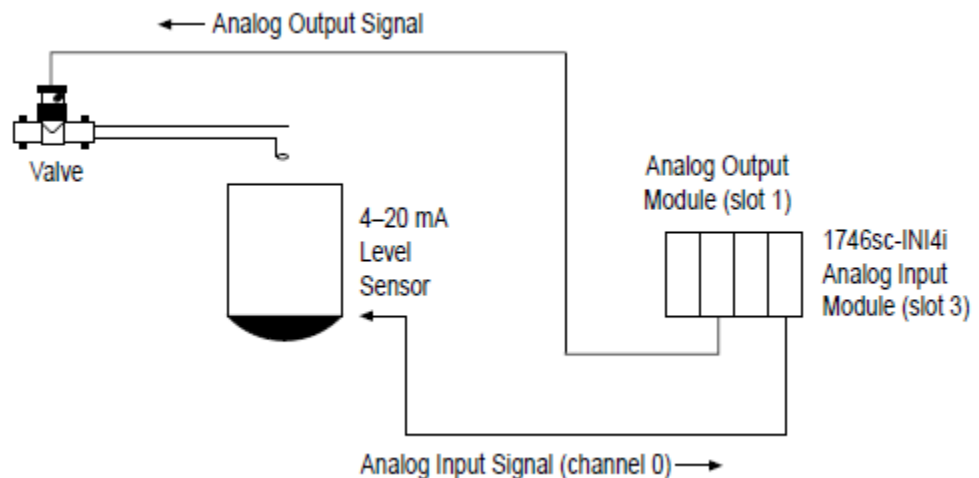 Analog Output Signal
Valve
4–20 mA
Level
Sensor
Analog Output
Module (slot 1)
1746sc-INI4i
Analog Input
Module (slot 3)
Analog Input Signal (channel 0)